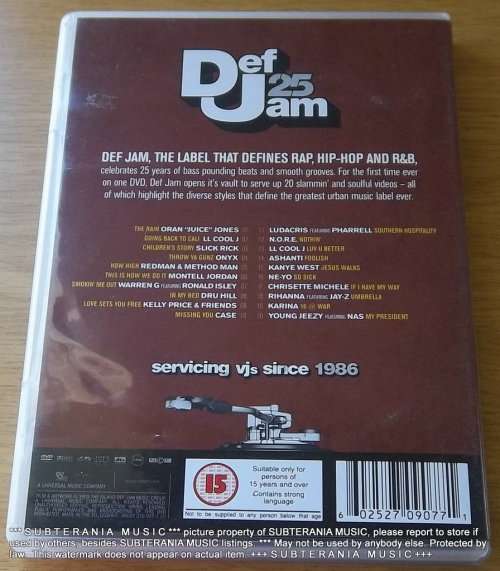 Def
25
Jam
DEF JAM, THE LABEL THAT DEFINES RAP, HIP-HOP AND R&B,
celebrates 25 years of bass pounding beats and smooth grooves. For the first time ever
on one DVD, Def Jam opens it's vault to serve up 20 slammin' and soulful videos – all
of which highlight the diverse styles that define the greatest urban music label ever.
THE RAIN ORAN "JUICE" JONES
GOING BACK TO CALI LL COOL J
CHILDREN'S STORY SLICK RICK
THROW YA GUNZ ONYX
HOW HIGH REDMAN & METHOD MAN
THIS IS HOW WE DO IT MONTELL JORDAN
SMOKIN' ME OUT WARREN G FEATURING RONALD ISLEY
IN MY BED DRU HILL
LOVE SETS YOU FREE KELLY PRICE & FRIENDS
MISSING YOU CASE
LUDACRIS FEATURING PHARRELL SOUTHERN HOSPITALITY
N.O.R.E. NOTHIN'
LL COOL J LUV U BETTER
ASHANTI FOOLISH
KANYE WEST JESUS WALKS
NE-YO SO SICK
CHRISETTE MICHELE IF I HAVE MY WAY
RIHANNA FEATURING JAY-Z UMBRELLA
KARINA 16 @ WAR
YOUNG JEEZY FEATURING NAS MY PRESIDENT
servicing vjs since 1986
A UNIVERSAL MUSIC COMPANY
15
Suitable only for
persons of
15 years and over
Contains strong
language
Not to be supplied to any person below that age
6 02527 09077 1
*** S U B T E R A N I A M U S I C *** picture property of SUBTERANIA MUSIC, please report to store if
used by others besides SUBTERANIA MUSIC listings. *** May not be used by anybody else. Protected by
law. This watermark does not appear on actual item. +++ S U B T E R A N I A M U S I C +++